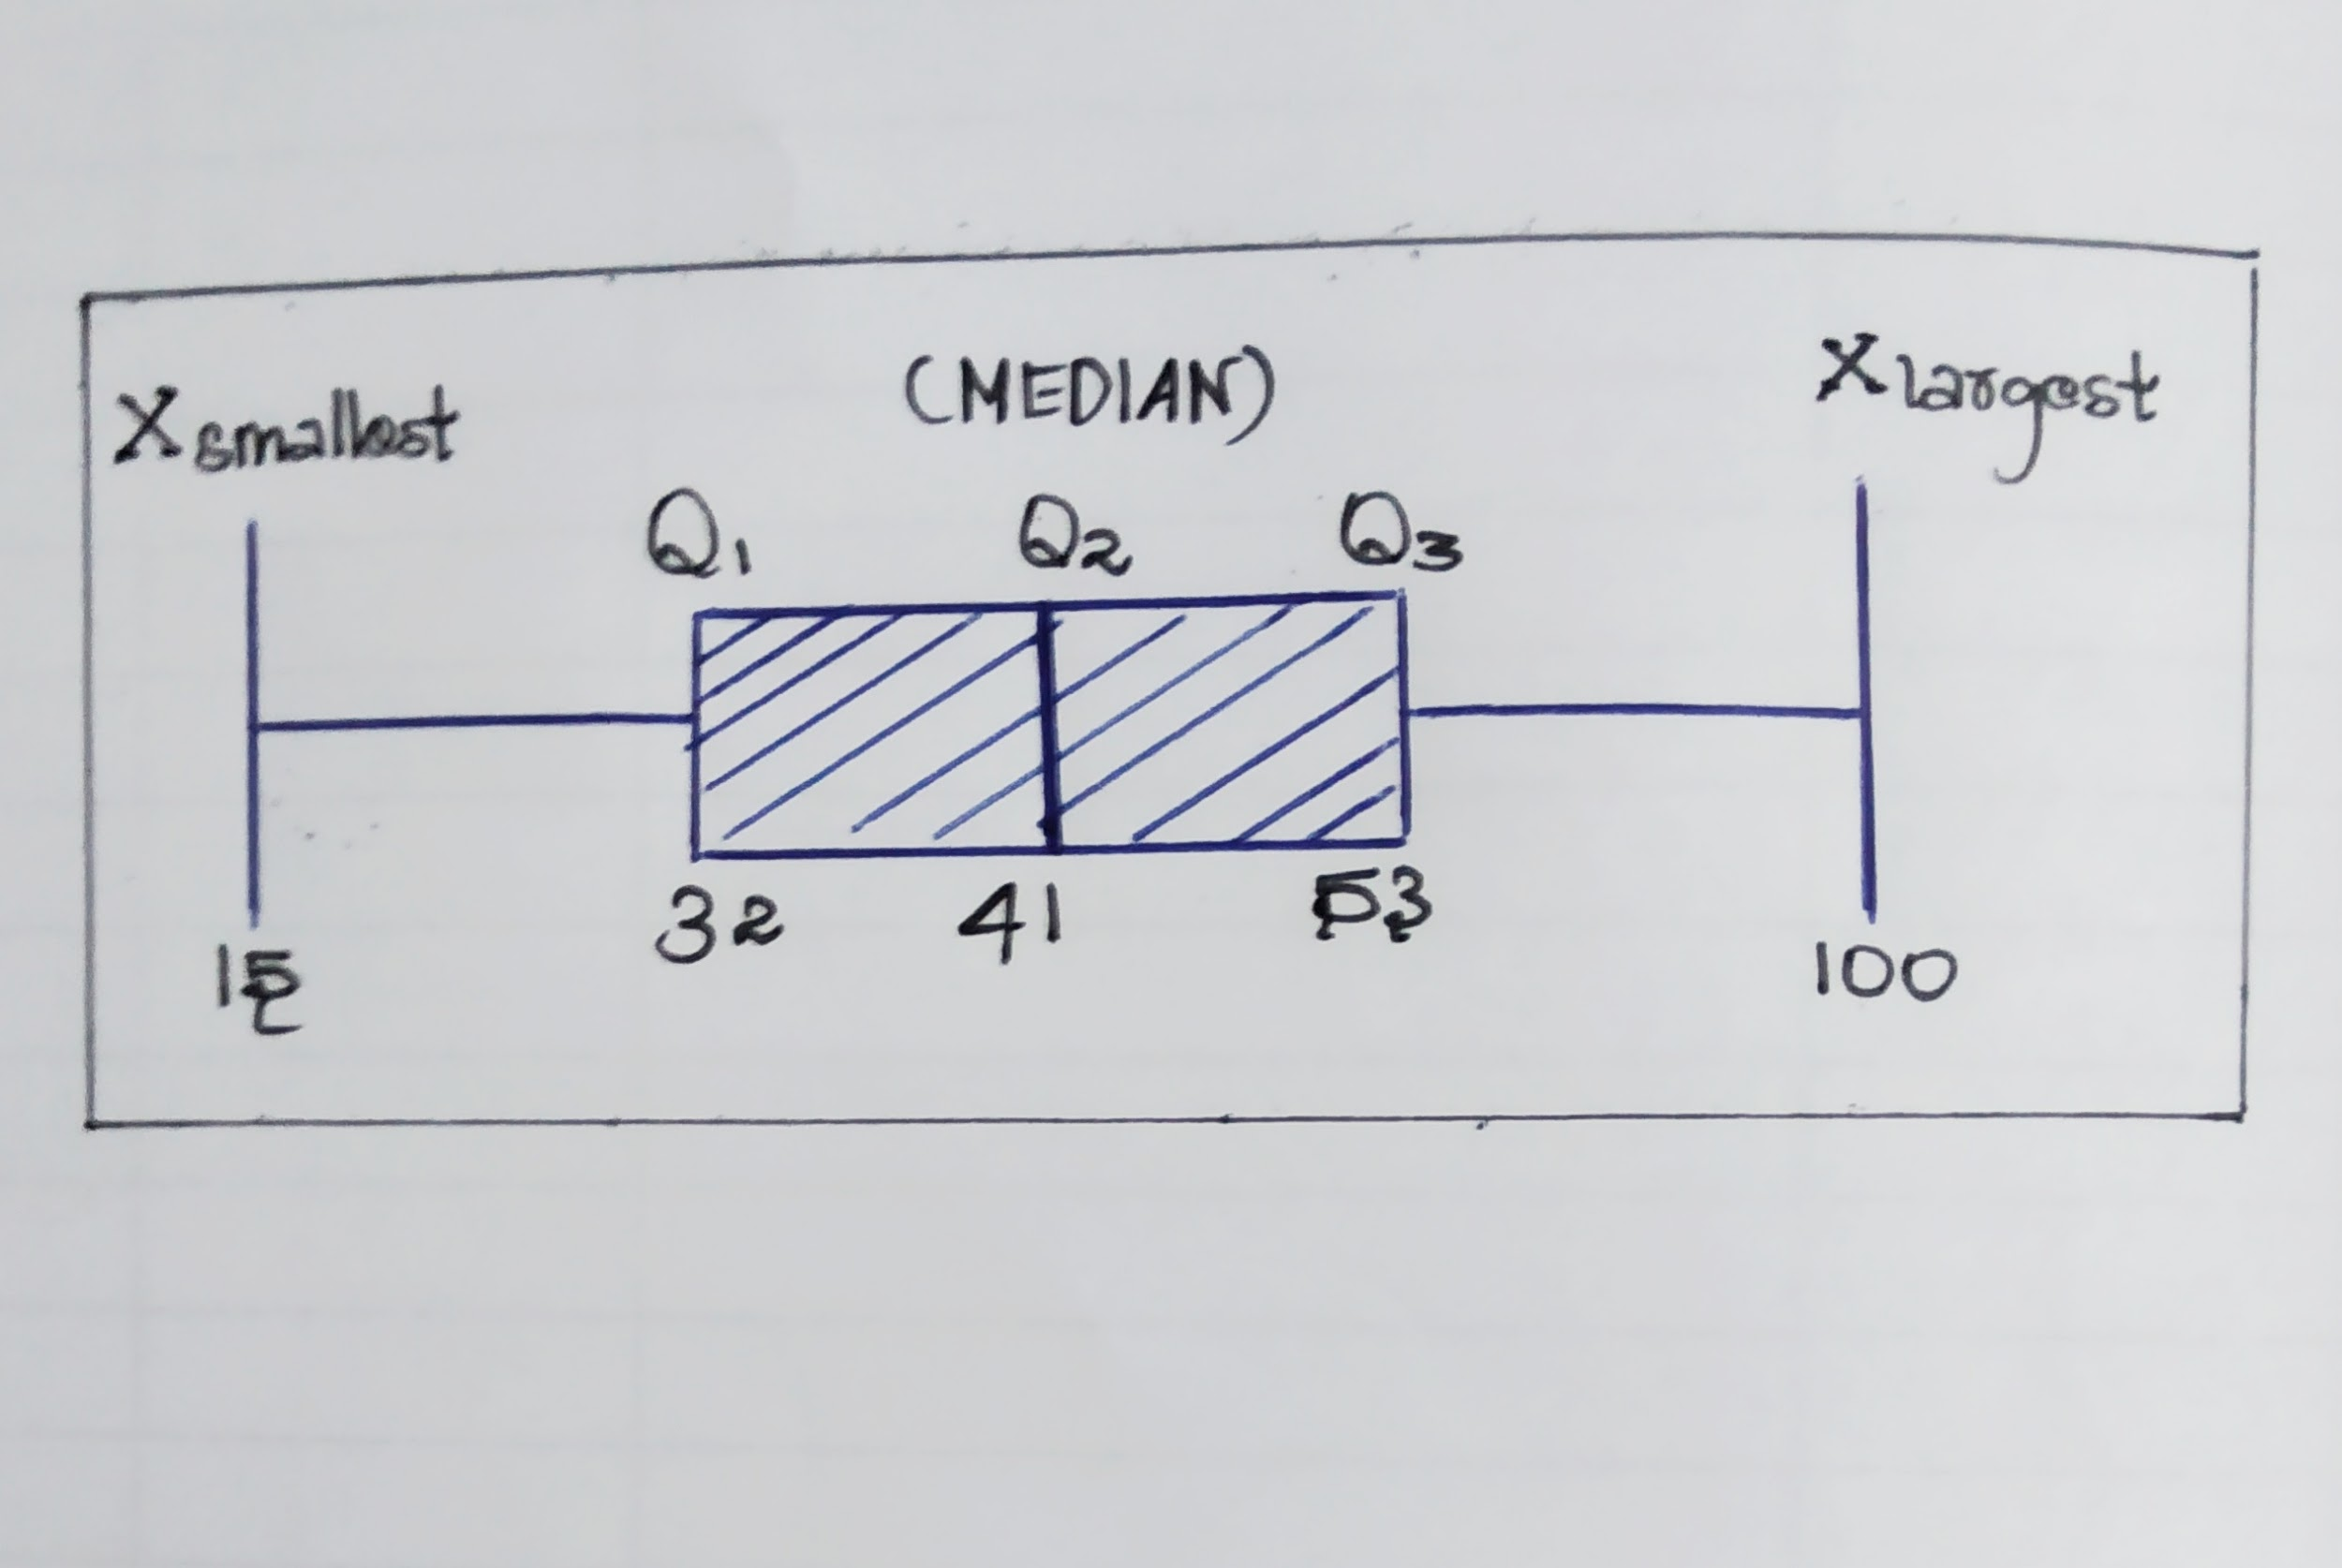 (MEDIAN)
X smallest X largest
Q1 Q2 Q3
32 41 53
15 100